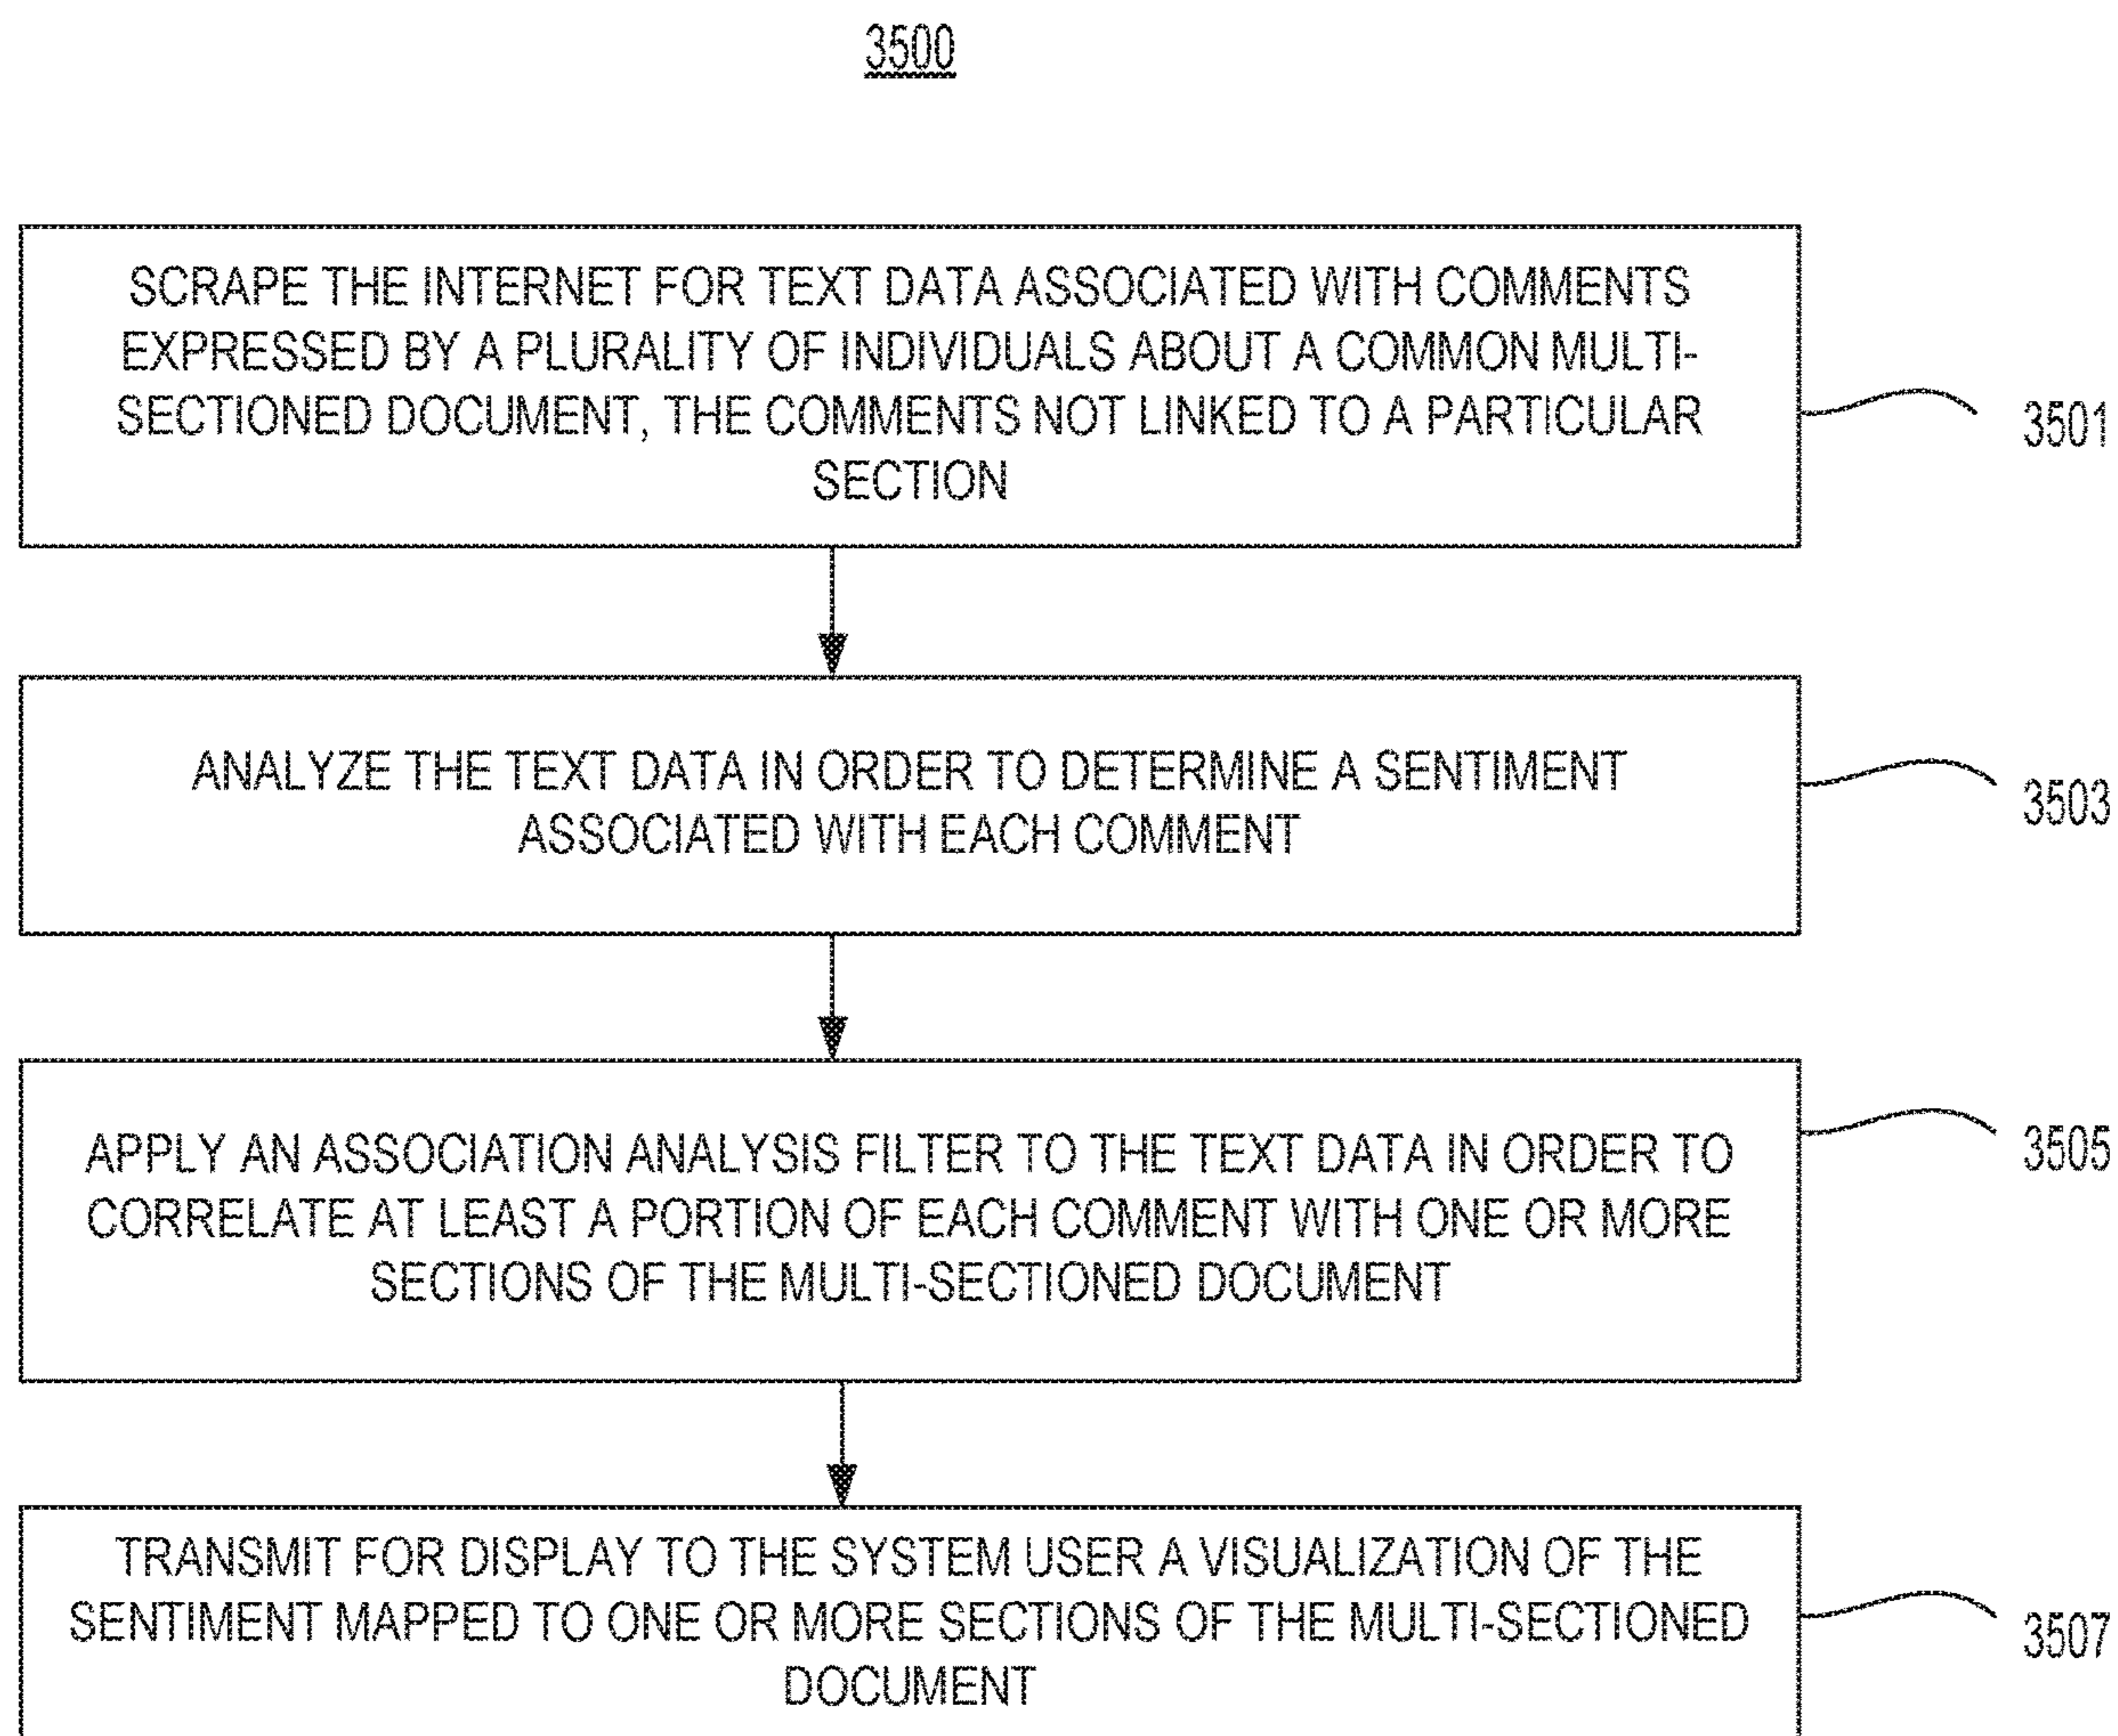 3500
SCRAPE THE INTERNET FOR TEXT DATA ASSOCIATED WITH COMMENTS
EXPRESSED BY A PLURALITY OF INDIVIDUALS ABOUT A COMMON MULTI-
SECTIONED DOCUMENT, THE COMMENTS NOT LINKED TO A PARTICULAR
SECTION
3501
ANALYZE THE TEXT DATA IN ORDER TO DETERMINE A SENTIMENT
ASSOCIATED WITH EACH COMMENT
3503
APPLY AN ASSOCIATION ANALYSIS FILTER TO THE TEXT DATA IN ORDER TO
CORRELATE AT LEAST A PORTION OF EACH COMMENT WITH ONE OR MORE
SECTIONS OF THE MULTI-SECTIONED DOCUMENT
3505
TRANSMIT FOR DISPLAY TO THE SYSTEM USER A VISUALIZATION OF THE
SENTIMENT MAPPED TO ONE OR MORE SECTIONS OF THE MULTI-SECTIONED
DOCUMENT
3507